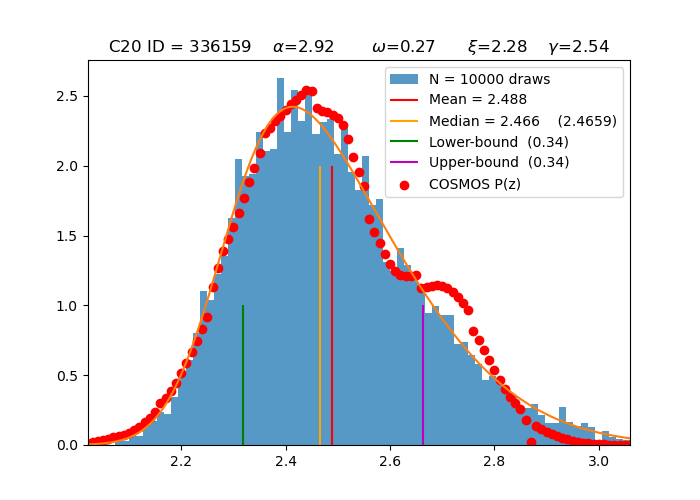 C20 ID = 336159 α=2.92 ω=0.27 ξ=2.28 γ=2.54
N = 10000 draws
Mean = 2.488
Median = 2.466 (2.4659)
Lower-bound (0.34)
Upper-bound (0.34)
COSMOS P(z)
2.5
2.0
1.5
1.0
0.5
0.0
2.2 2.4 2.6 2.8 3.0